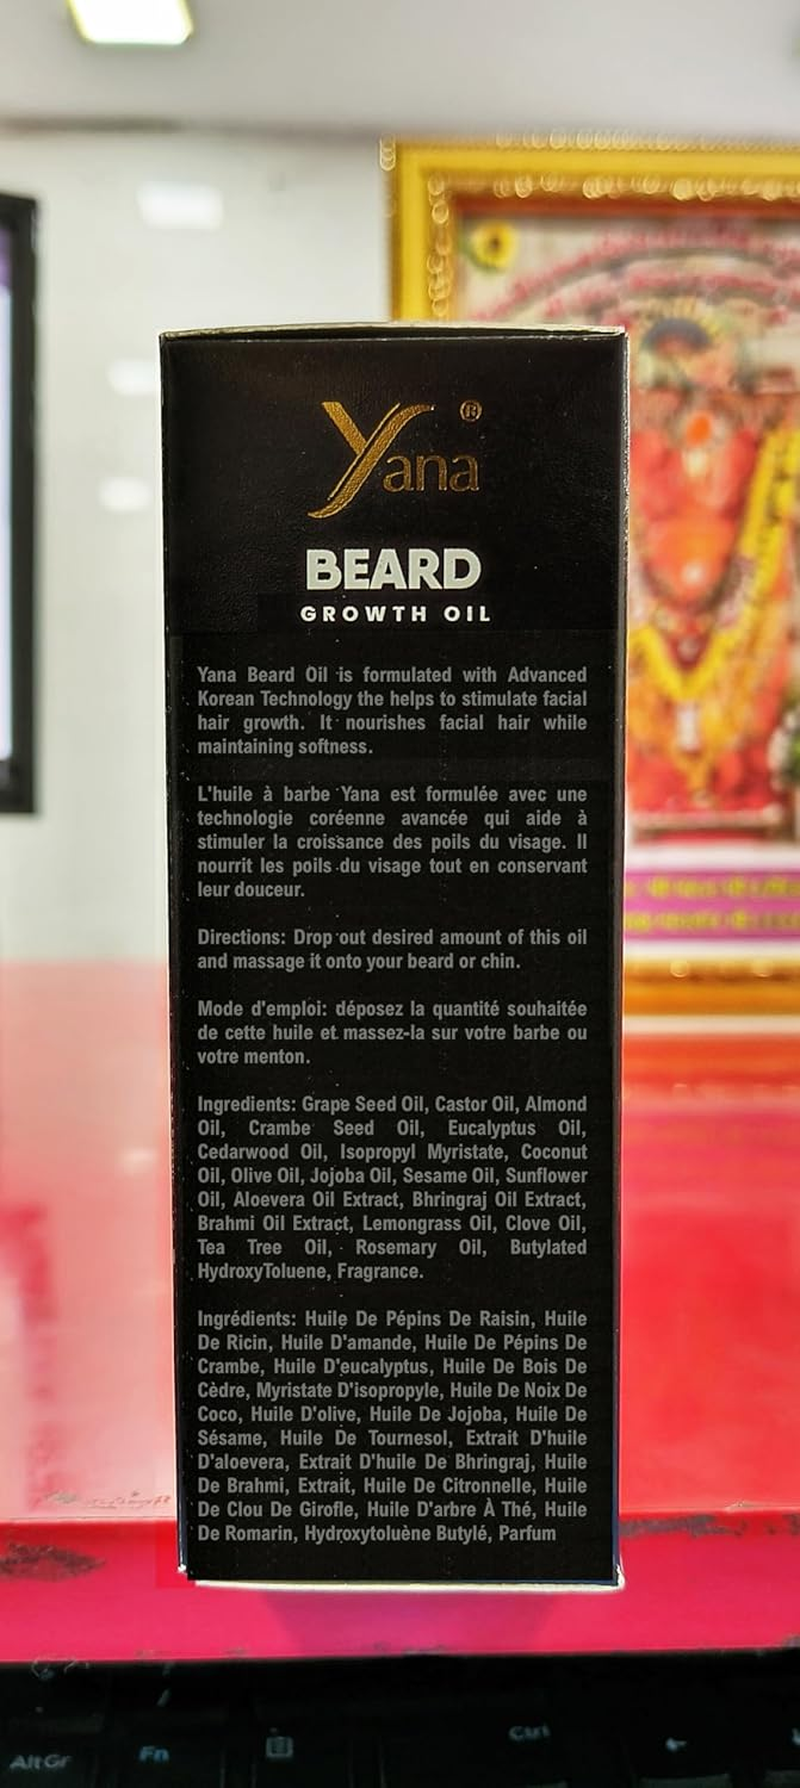 Yana®
BEARD
GROWTH OIL
Yana Beard Oil is formulated with Advanced
Korean Technology the helps to stimulate facial
hair growth. It nourishes facial hair while
maintaining softness.
L'huile à barbe Yana est formulée avec une
technologie coréenne avancée qui aide à
stimuler la croissance des poils du visage. Il
nourrit les poils du visage tout en conservant
leur douceur.
Directions: Drop out desired amount of this oil
and massage it onto your beard or chin.
Mode d'emploi: déposez la quantité souhaitée
de cette huile et massez-la sur votre barbe ou
votre menton.
Ingredients: Grape Seed Oil, Castor Oil, Almond
Oil, Crambe Seed Oil, Eucalyptus Oil,
Cedarwood Oil, Isopropyl Myristate, Coconut
Oil, Olive Oil, Jojoba Oil, Sesame Oil, Sunflower
Oil, Aloevera Oil Extract, Bhringraj Oil Extract,
Brahmi Oil Extract, Lemongrass Oil, Clove Oil,
Tea Tree Oil, Rosemary Oil, Butylated
HydroxyToluene, Fragrance.
Ingrédients: Huile De Pépins De Raisin, Huile
De Ricin, Huile D'amande, Huile De Pépins De
Crambe, Huile D'eucalyptus, Huile De Bois De
Cèdre, Myristate D'isopropyle, Huile De Noix De
Coco, Huile D'olive, Huile De Jojoba, Huile De
Sésame, Huile De Tournesol, Extrait D'huile
D'aloevera, Extrait D'huile De Bhringraj, Huile
De Brahmi, Extrait, Huile De Citronnelle, Huile
De Clou De Girofle, Huile D'arbre À Thé, Huile
De Romarin, Hydroxytoluène Butylé, Parfum
AltGr
Fn
Ctrl